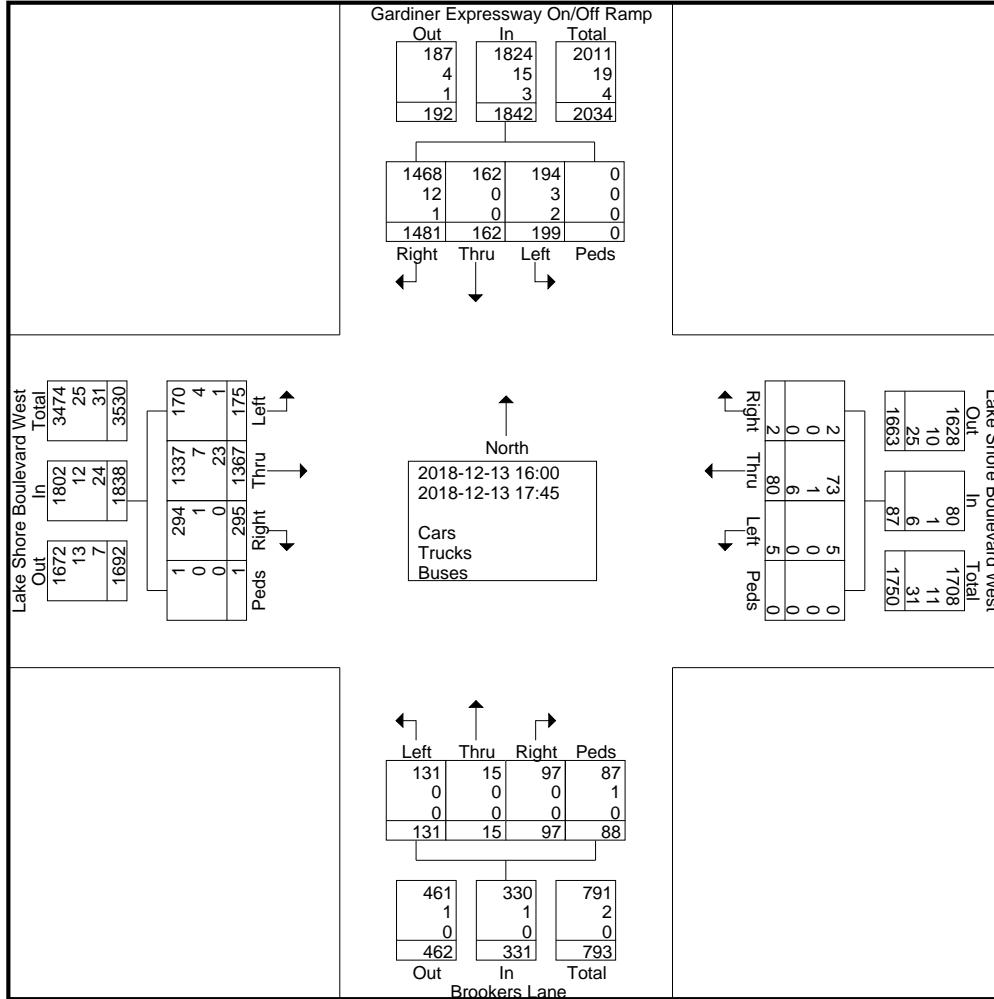 Gardiner Expressway On/Off Ramp
Out In Total
187 1824 2011
4 15 19
1 3 4
192 1842 2034
1468 162 194 0
12 0 3 0
1 0 2 0
1481 162 199 0
Right Thru Left Peds
Lake Shore Boulevard West
Total In Out
3474 1802 1672
25 12 13
31 24 7
3530 1838 1692
170 1337 294 1
4 7 1 0
1 23 0 0
175 1367 295 1
Left Thru Right Peds
North
2018-12-13 16:00
2018-12-13 17:45
Cars
Trucks
Buses
Right Thru Left Peds
2 73 5 0
0 1 0 0
0 6 0 0
2 80 5 0
Lake Shore Boulevard West
Out In Total
1628 80 1708
10 1 11
25 6 31
1663 87 1750
Left Thru Right Peds
131 15 97 87
0 0 0 1
0 0 0 0
131 15 97 88
461 330 791
1 1 2
0 0 0
462 331 793
Out In Total
Brookers Lane